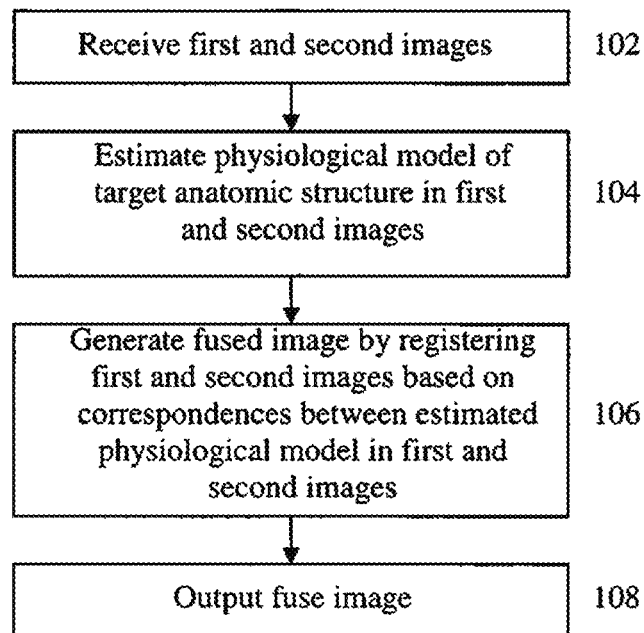 Receive first and second images 102
Estimate physiological model of
target anatomic structure in first 104
and second images
Generate fused image by registering
first and second images based on
correspondences between estimated 106
physiological model in first and
second images
Output fuse image 108